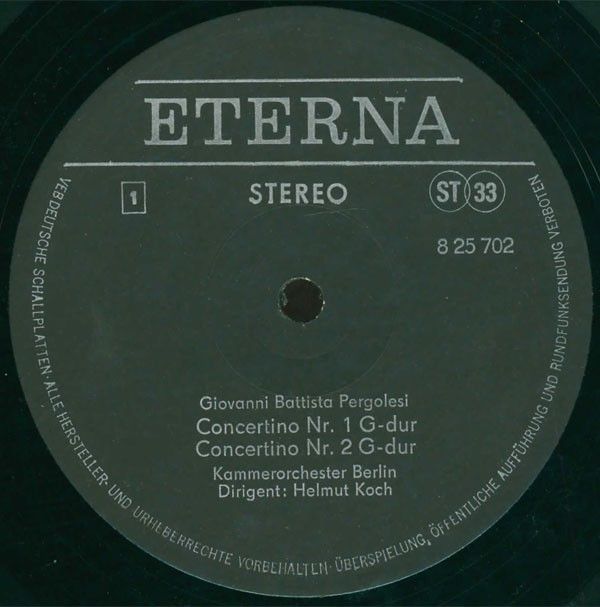 ETERNA
1
STEREO
ST 33
8 25 702
Giovanni Battista Pergolesi
Concertino Nr. 1 G-dur
Concertino Nr. 2 G-dur
Kammerorchester Berlin
Dirigent: Helmut Koch
VEB DEUTSCHE SCHALLPLATTEN · ALLE HERSTELLER- UND URHEBERRECHTE VORBEHALTEN · ÜBERSPIELUNG, ÖFFENTLICHE AUFFÜHRUNG UND RUNDFUNKSENDUNG VERBOTEN